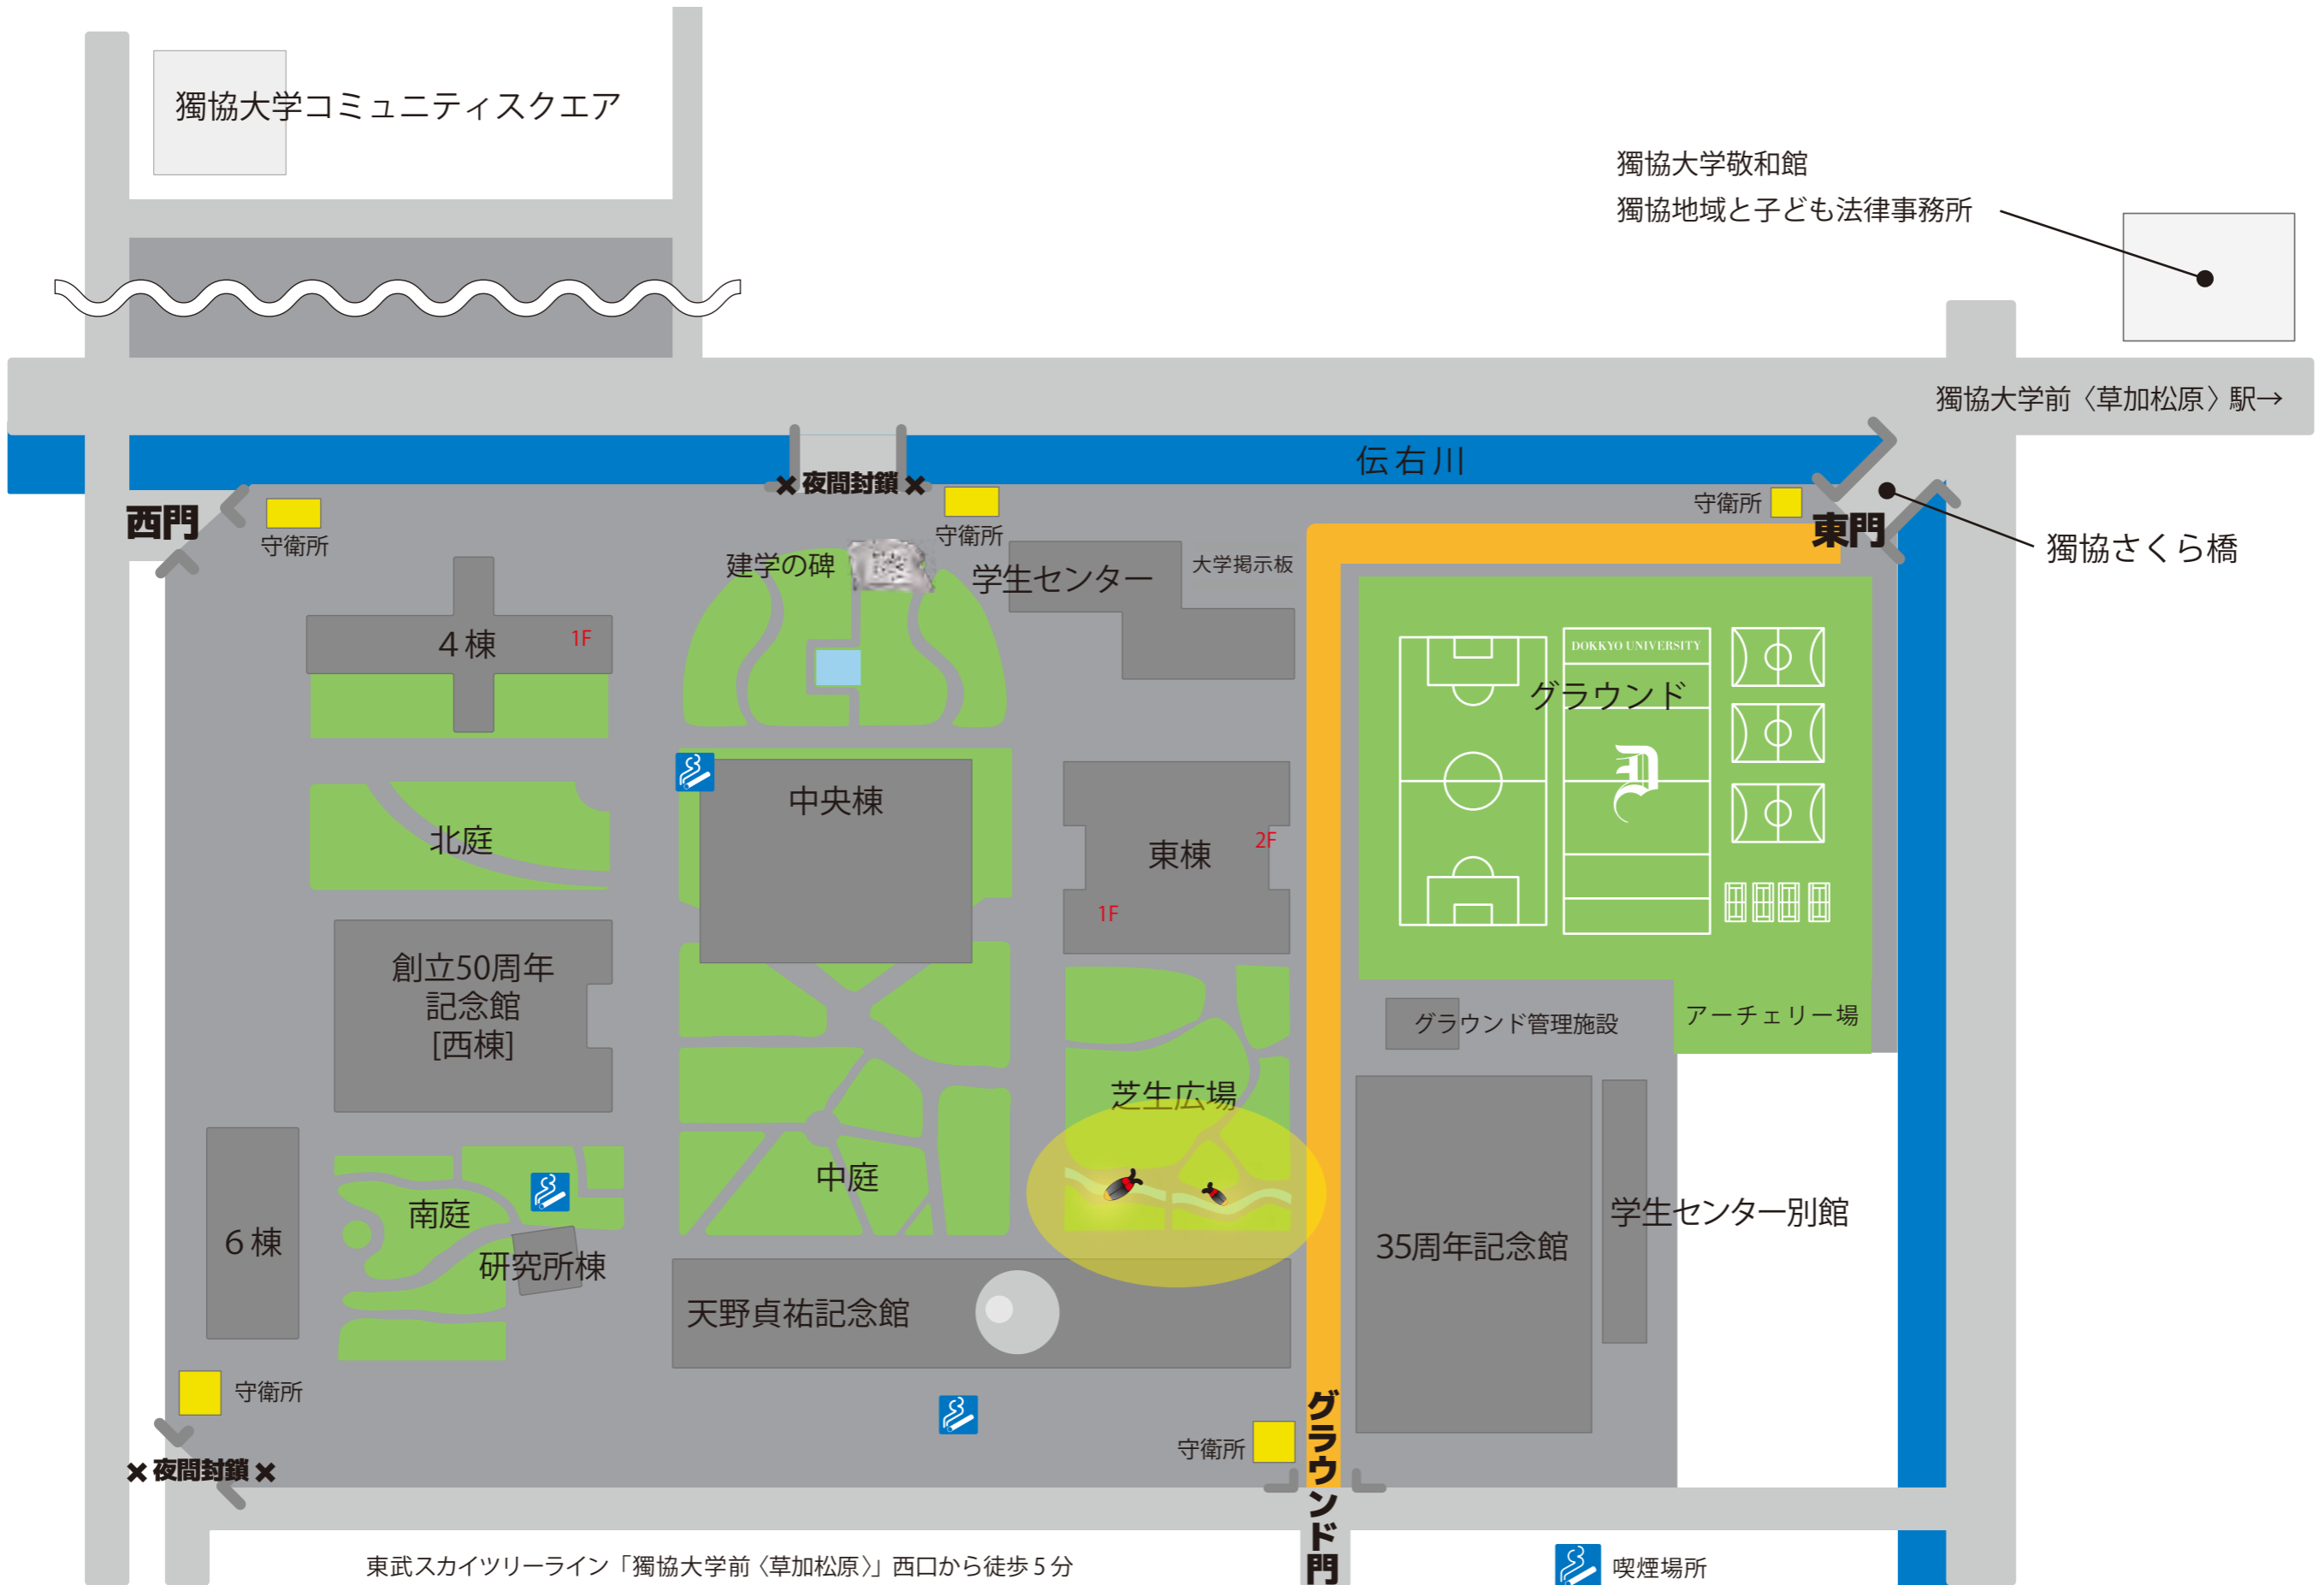 獨協大学コミュニティスクエア
獨協大学敬和館
獨協地域と子ども法律事務所
獨協大学前〈草加松原〉駅→
伝右川
× 夜間封鎖 ×
西門
守衛所
守衛所
守衛所
東門
獨協さくら橋
建学の碑
学生センター
大学掲示板
4棟
1F
DOKKYO UNIVERSITY
グラウンド
D
中央棟
北庭
東棟
2F
1F
創立50周年
記念館
[西棟]
グラウンド管理施設
アーチェリー場
芝生広場
中庭
南庭
6棟
研究所棟
学生センター別館
35周年記念館
天野貞祐記念館
守衛所
守衛所
グラウンド門
× 夜間封鎖 ×
東武スカイツリーライン「獨協大学前〈草加松原〉」西口から徒歩5分
喫煙場所